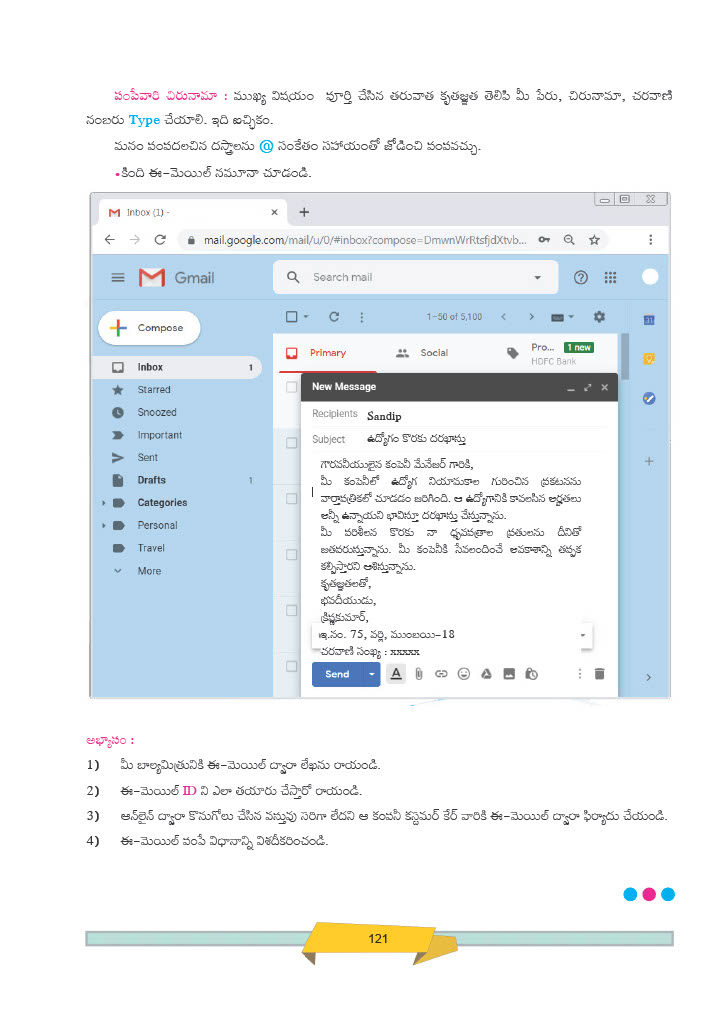 పంపేవారి చిరునామా : ముఖ్య విషయం పూర్తి చేసిన తరువాత కృతజ్ఞత తెలిపి మీ పేరు, చిరునామా, చరవాణి
నంబరు Type చేయాలి. ఇది ఐచ్ఛికం.
మనం పంపదలచిన దస్త్రాలను @ సంకేతం సహాయంతో జోడించి పంపవచ్చు.
•కింది ఈ-మెయిల్ నమూనా చూడండి.
Inbox (1) -
mail.google.com/mail/u/0/#inbox?compose=DmwnWrRtsfjdXtvb...
Gmail
Search mail
Compose
1-50 of 5,100
31
Primary
Social
Pro... 1 new
HDFC Bank
Inbox 1
Starred
Snoozed
Important
Sent
Drafts 1
Categories
Personal
Travel
More
New Message
Recipients Sandip
Subject ఉద్యోగం కొరకు దరఖాస్తు
గౌరవనీయులైన కంపెనీ మేనేజర్ గారికి,
మీ కంపెనీలో ఉద్యోగ నియామకాల గురించిన ప్రకటనను
వార్తాపత్రికలో చూడడం జరిగింది. ఆ ఉద్యోగానికి కావలసిన అర్హతలు
అన్నీ ఉన్నాయని భావిస్తూ దరఖాస్తు చేస్తున్నాను.
మీ పరిశీలన కొరకు నా ధృవపత్రాల ప్రతులను దీనితో
జతపరుస్తున్నాను. మీ కంపెనీకి సేవలందించే అవకాశాన్ని తప్పక
కల్పిస్తారని ఆశిస్తున్నాను.
కృతజ్ఞతలతో,
భవదీయుడు,
క్రిష్ణకుమార్,
ఇ.నం. 75, వర్లి, ముంబయి-18
చరవాణి సంఖ్య : xxxxx
Send
అభ్యాసం :
1) మీ బాల్యమిత్రునికి ఈ-మెయిల్ ద్వారా లేఖను రాయండి.
2) ఈ-మెయిల్ ID ని ఎలా తయారు చేస్తారో రాయండి.
3) ఆన్‌లైన్ ద్వారా కొనుగోలు చేసిన వస్తువు సరిగా లేదని ఆ కంపనీ కస్టమర్ కేర్ వారికి ఈ-మెయిల్ ద్వారా ఫిర్యాదు చేయండి.
4) ఈ-మెయిల్ పంపే విధానాన్ని విశదీకరించండి.
121